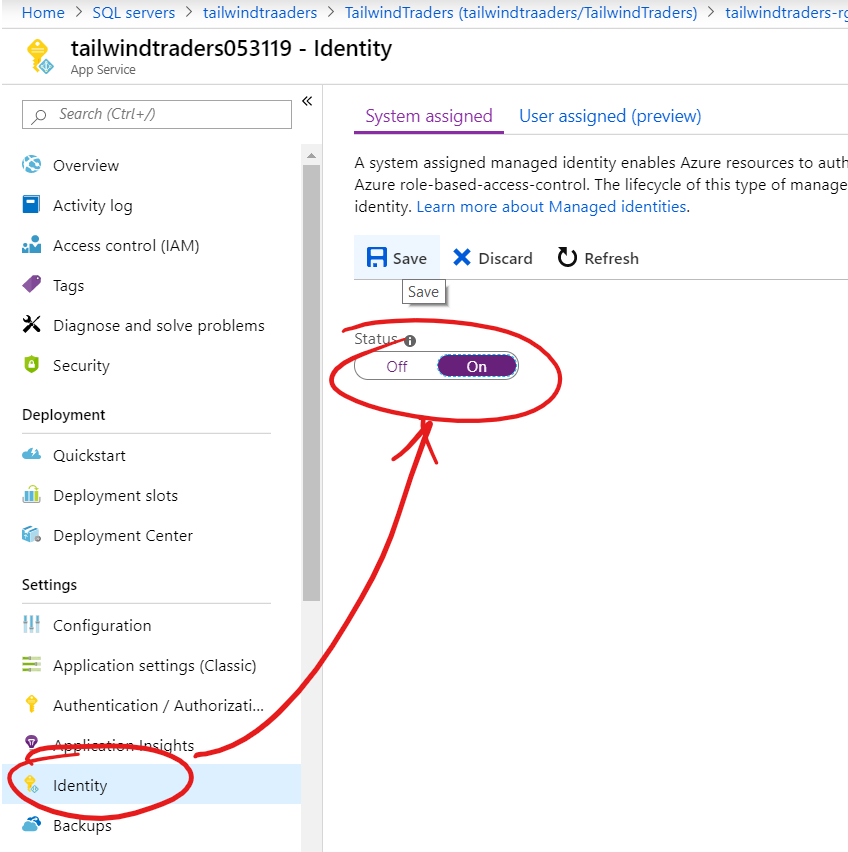 Home > SQL servers > tailwindtraaders > TailwindTraders (tailwindtraaders/TailwindTraders) > tailwindtraders-rg
tailwindtraders053119 - Identity
App Service
Search (Ctrl+/)
«
Overview
Activity log
Access control (IAM)
Tags
Diagnose and solve problems
Security
Deployment
Quickstart
Deployment slots
Deployment Center
Settings
Configuration
Application settings (Classic)
Authentication / Authorizati...
Application Insights
Identity
Backups
System assigned User assigned (preview)
A system assigned managed identity enables Azure resources to auth
Azure role-based-access-control. The lifecycle of this type of manage
identity. Learn more about Managed identities.
Save Discard Refresh
Save
Status
Off On